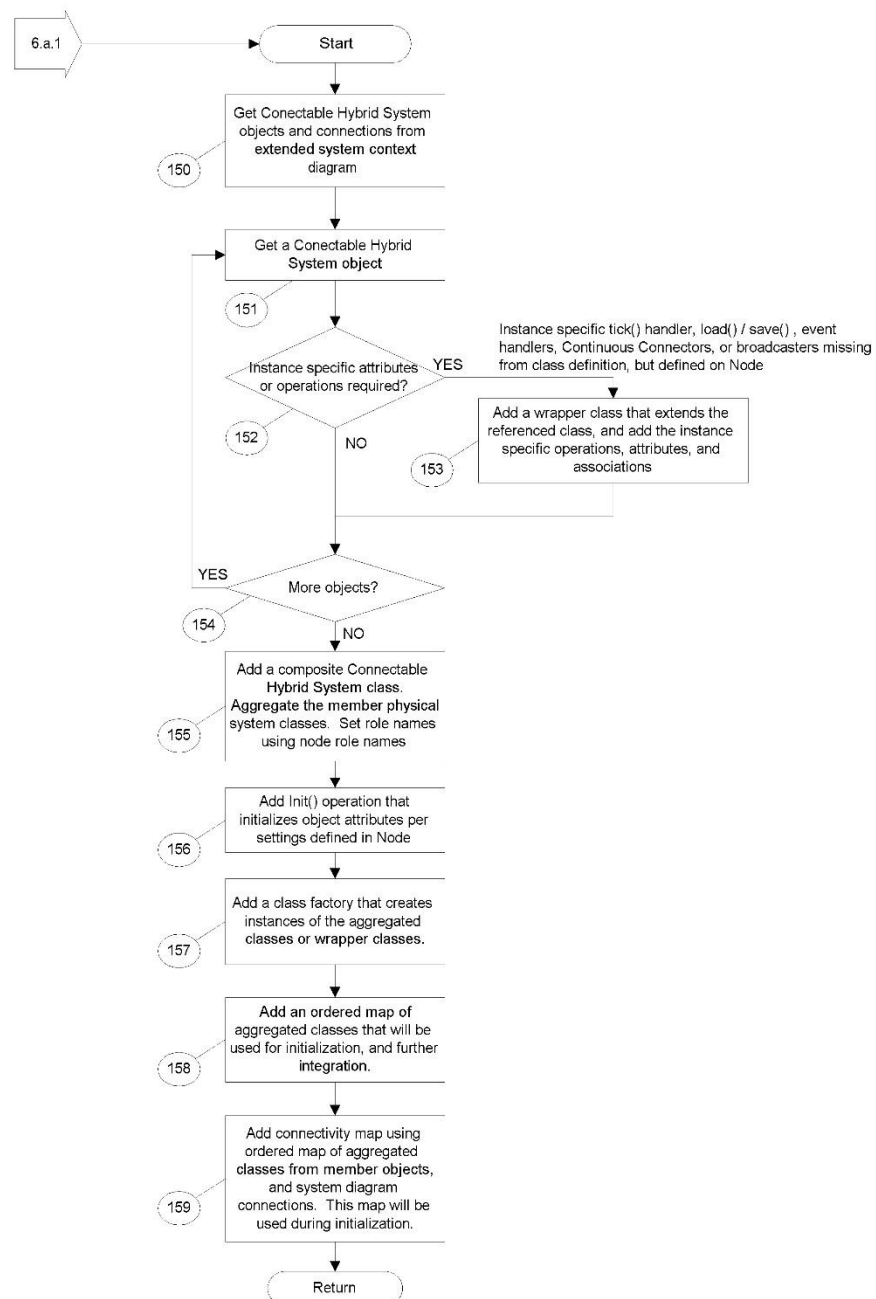 6.a.1
Start
Get Conectable Hybrid System
objects and connections from
extended system context
diagram
150
Get a Conectable Hybrid
System object
151
Instance specific tick() handler, load() / save() , event
handlers, Continuous Connectors, or broadcasters missing
from class definition, but defined on Node
Instance specific attributes
or operations required?
YES
152
NO
Add a wrapper class that extends the
referenced class, and add the instance
specific operations, attributes, and
associations
153
YES
More objects?
154
NO
Add a composite Connectable
Hybrid System class.
Aggregate the member physical
system classes. Set role names
using node role names
155
Add Init() operation that
initializes object attributes per
settings defined in Node
156
Add a class factory that creates
instances of the aggregated
classes or wrapper classes.
157
Add an ordered map of
aggregated classes that will be
used for initialization, and further
integration.
158
Add connectivity map using
ordered map of aggregated
classes from member objects,
and system diagram
connections. This map will be
used during initialization.
159
Return